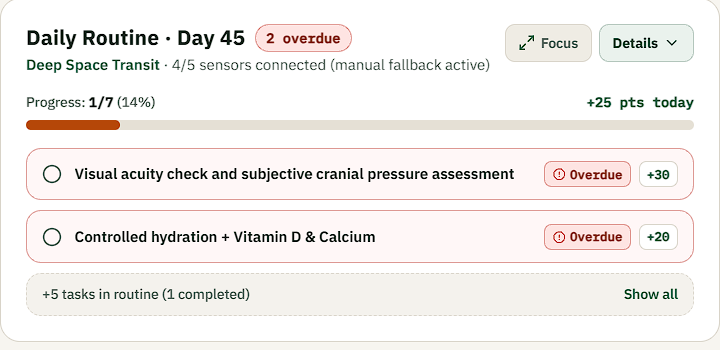 Daily Routine · Day 45 2 overdue Focus Details
Deep Space Transit · 4/5 sensors connected (manual fallback active)
Progress: 1/7 (14%) +25 pts today
Visual acuity check and subjective cranial pressure assessment Overdue +30
Controlled hydration + Vitamin D & Calcium Overdue +20
+5 tasks in routine (1 completed) Show all